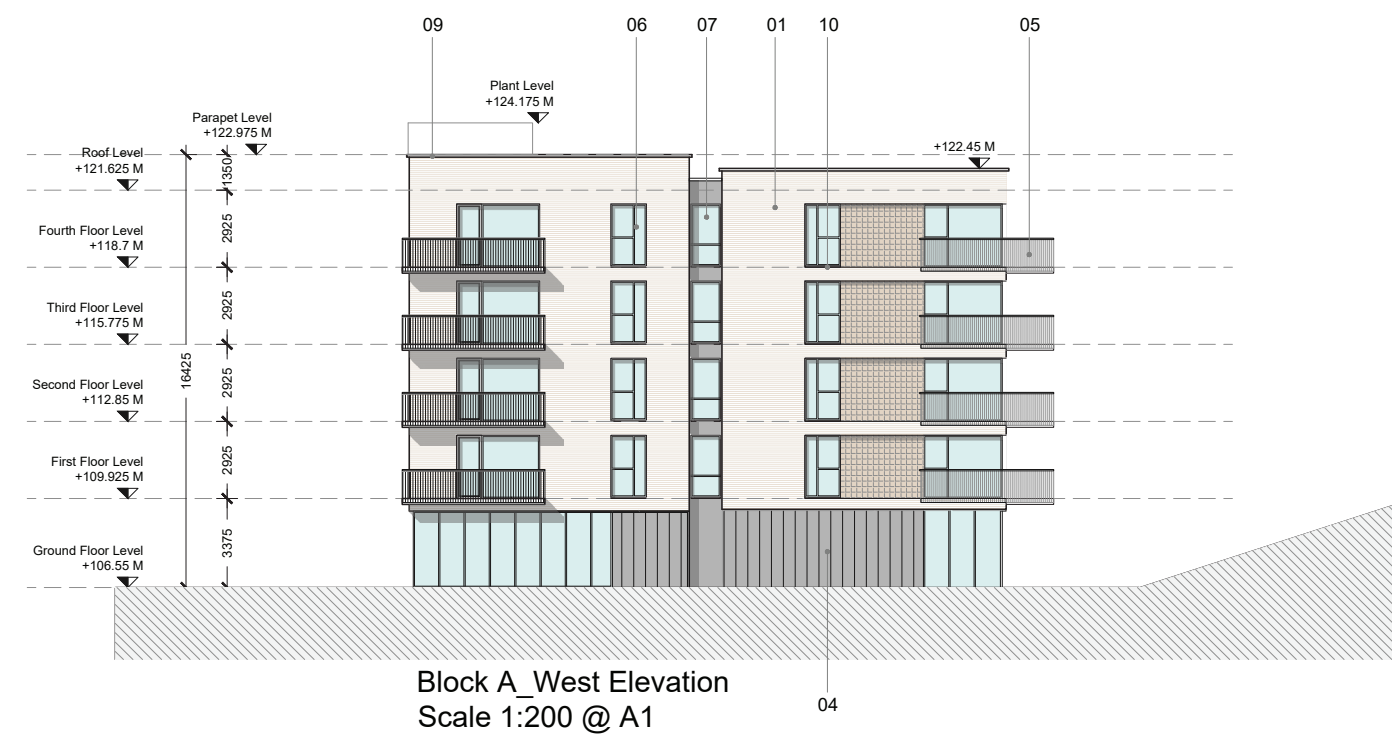 09
06
07
01
10
05
Plant Level
+124.175 M
Parapet Level
+122.975 M
+122.45 M
Roof Level
+121.625 M
1350
2925
Fourth Floor Level
+118.7 M
2925
Third Floor Level
+115.775 M
16425
2925
Second Floor Level
+112.85 M
2925
First Floor Level
+109.925 M
3375
Ground Floor Level
+106.55 M
Block A_West Elevation
Scale 1:200 @ A1
04